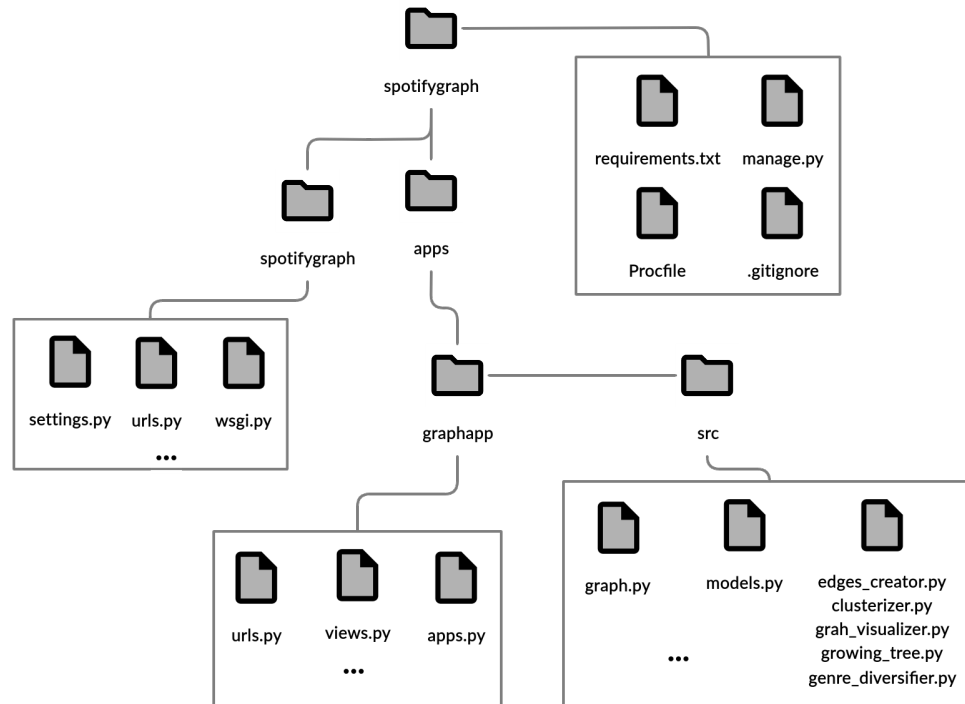 spotifygraph
requirements.txt manage.py
Procfile .gitignore
spotifygraph
apps
settings.py urls.py wsgi.py
...
graphapp
src
urls.py views.py apps.py
...
graph.py models.py edges_creator.py
clusterizer.py
grah_visualizer.py
growing_tree.py
genre_diversifier.py
...